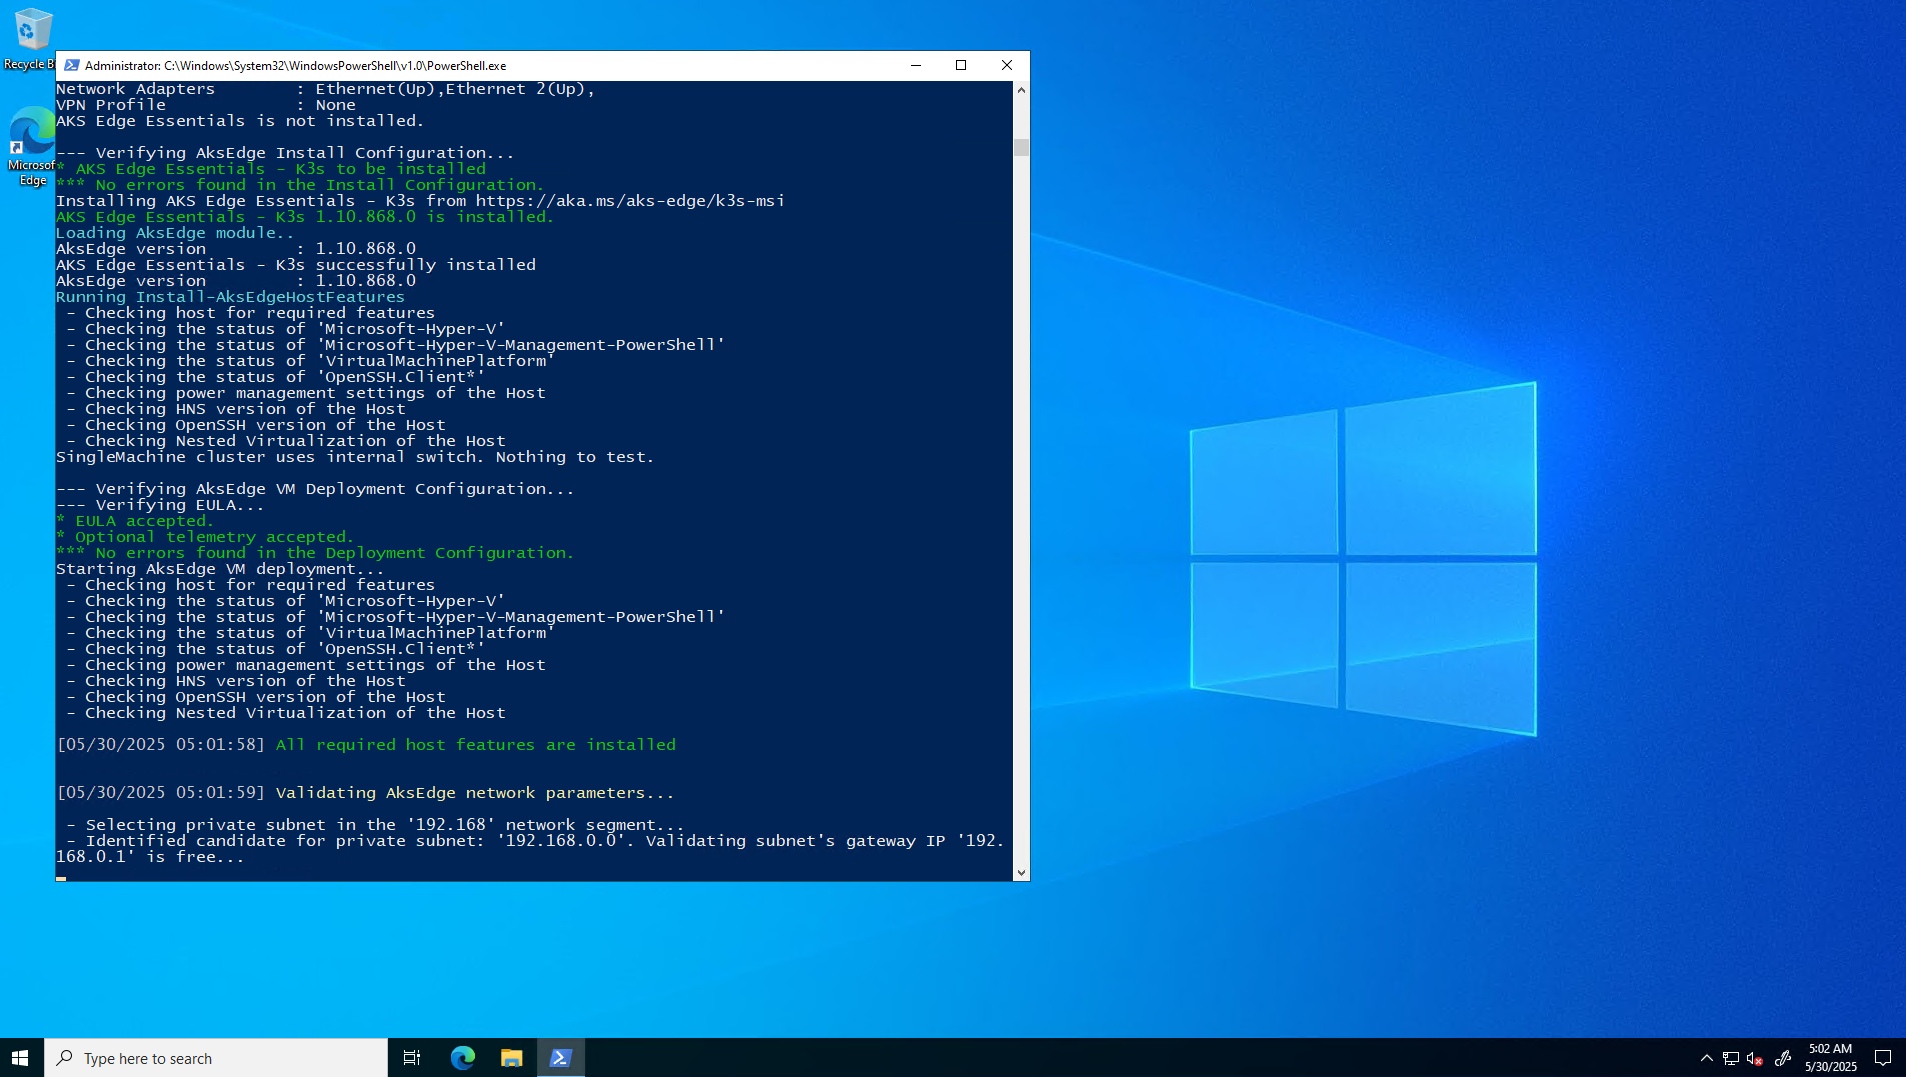 Recycle B
Microsof
Edge
Administrator: C:\Windows\System32\WindowsPowerShell\v1.0\PowerShell.exe
Network Adapters        : Ethernet(Up),Ethernet 2(Up),
VPN Profile             : None
AKS Edge Essentials is not installed.
--- Verifying AksEdge Install Configuration...
* AKS Edge Essentials - K3s to be installed
*** No errors found in the Install Configuration.
Installing AKS Edge Essentials - K3s from https://aka.ms/aks-edge/k3s-msi
AKS Edge Essentials - K3s 1.10.868.0 is installed.
Loading AksEdge module..
AksEdge version         : 1.10.868.0
AKS Edge Essentials - K3s successfully installed
AksEdge version         : 1.10.868.0
Running Install-AksEdgeHostFeatures
 - Checking host for required features
 - Checking the status of 'Microsoft-Hyper-V'
 - Checking the status of 'Microsoft-Hyper-V-Management-PowerShell'
 - Checking the status of 'VirtualMachinePlatform'
 - Checking the status of 'OpenSSH.Client*'
 - Checking power management settings of the Host
 - Checking HNS version of the Host
 - Checking OpenSSH version of the Host
 - Checking Nested Virtualization of the Host
SingleMachine cluster uses internal switch. Nothing to test.
--- Verifying AksEdge VM Deployment Configuration...
--- Verifying EULA...
* EULA accepted.
* Optional telemetry accepted.
*** No errors found in the Deployment Configuration.
Starting AksEdge VM deployment...
 - Checking host for required features
 - Checking the status of 'Microsoft-Hyper-V'
 - Checking the status of 'Microsoft-Hyper-V-Management-PowerShell'
 - Checking the status of 'VirtualMachinePlatform'
 - Checking the status of 'OpenSSH.Client*'
 - Checking power management settings of the Host
 - Checking HNS version of the Host
 - Checking OpenSSH version of the Host
 - Checking Nested Virtualization of the Host
[05/30/2025 05:01:58] All required host features are installed
[05/30/2025 05:01:59] Validating AksEdge network parameters...
 - Selecting private subnet in the '192.168' network segment...
 - Identified candidate for private subnet: '192.168.0.0'. Validating subnet's gateway IP '192.
168.0.1' is free...
Type here to search
5:02 AM
5/30/2025